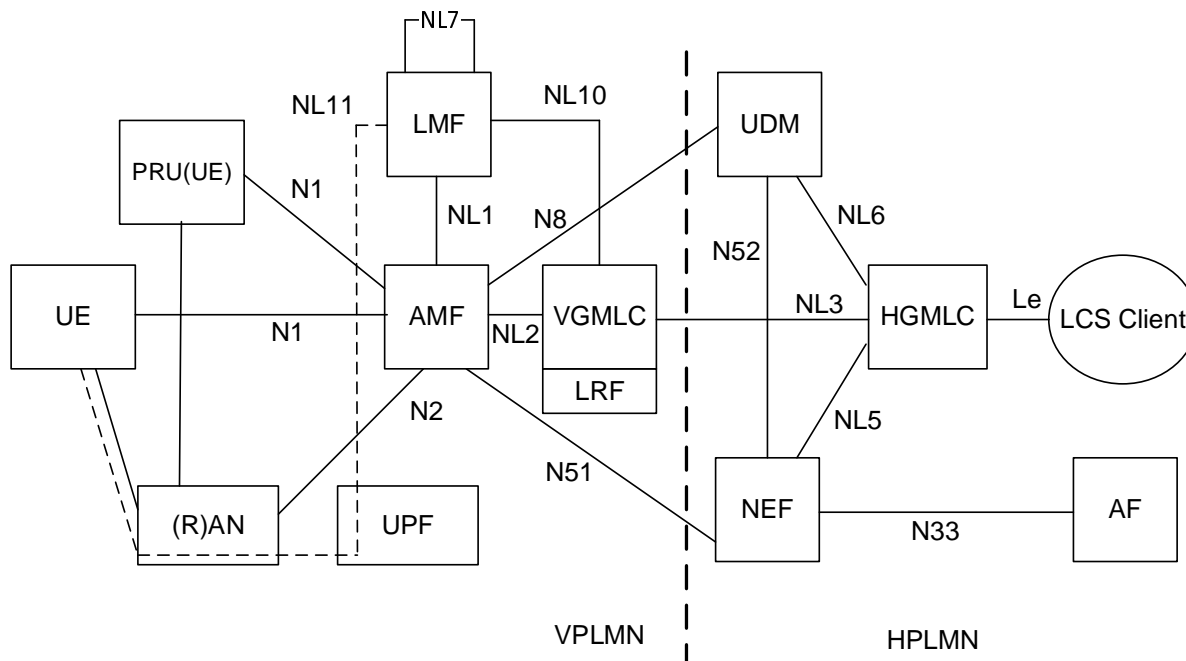 NL7
NL11
LMF
NL10
UDM
PRU(UE)
N1
NL1
N8
NL6
N52
UE
N1
AMF
NL2
VGMLC
NL3
HGMLC
Le
LCS Client
LRF
N2
NL5
N51
(R)AN
UPF
NEF
N33
AF
VPLMN
HPLMN